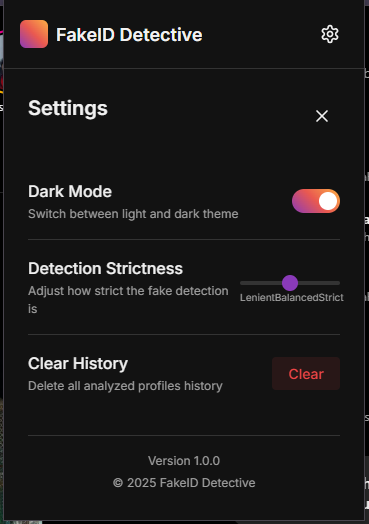 FakeID Detective
Settings
Dark Mode
Switch between light and dark theme
Detection Strictness
Adjust how strict the fake detection
is
LenientBalancedStrict
Clear History
Delete all analyzed profiles history
Clear
Version 1.0.0
© 2025 FakeID Detective